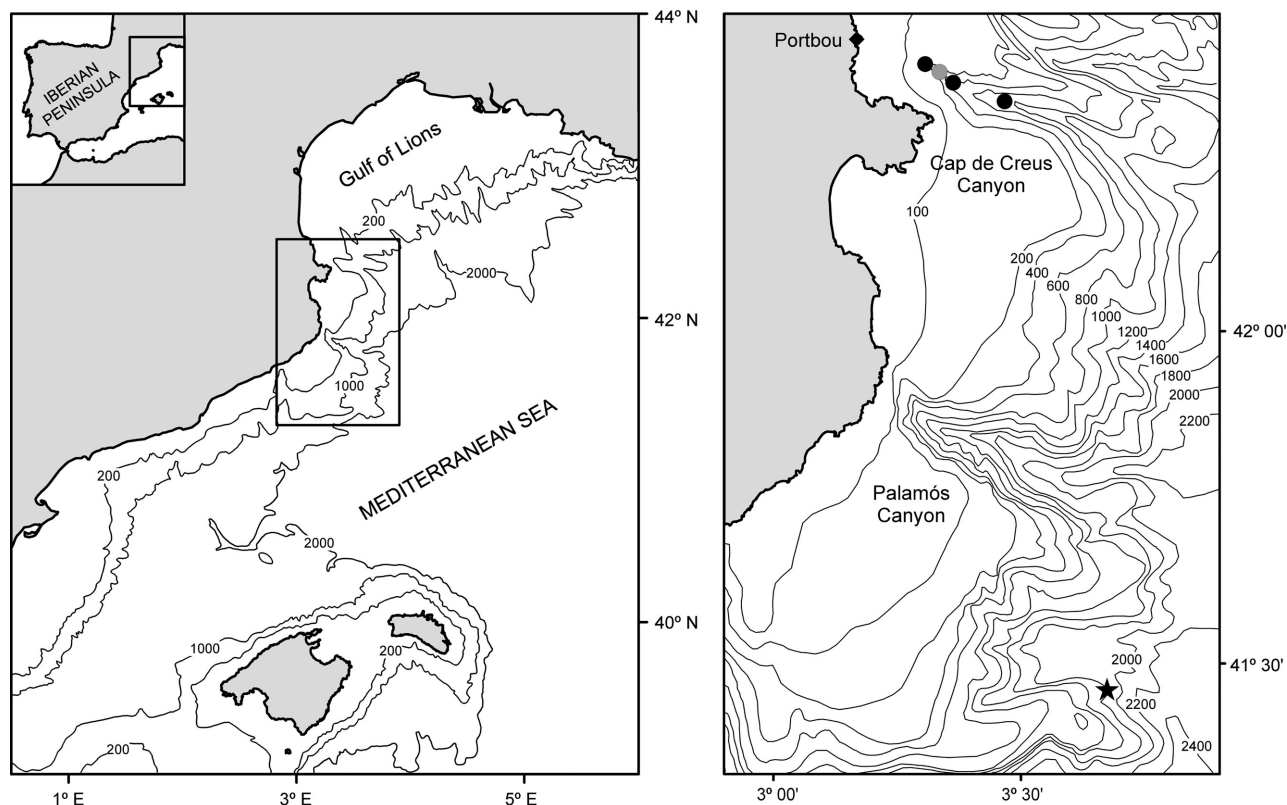 IBERIAN
PENINSULA
44º N
Gulf of Lions
200
2000
42º N
1000
MEDITERRANEAN SEA
200
2000
40º N
1000
200
200
1º E
3º E
5º E
Portbou
Cap de Creus
Canyon
100
200
400
600
800
1000
1200
1400
1600
1800
2000
2200
42º 00'
Palamós
Canyon
41º 30'
2000
2200
2400
3º 00'
3º 30'